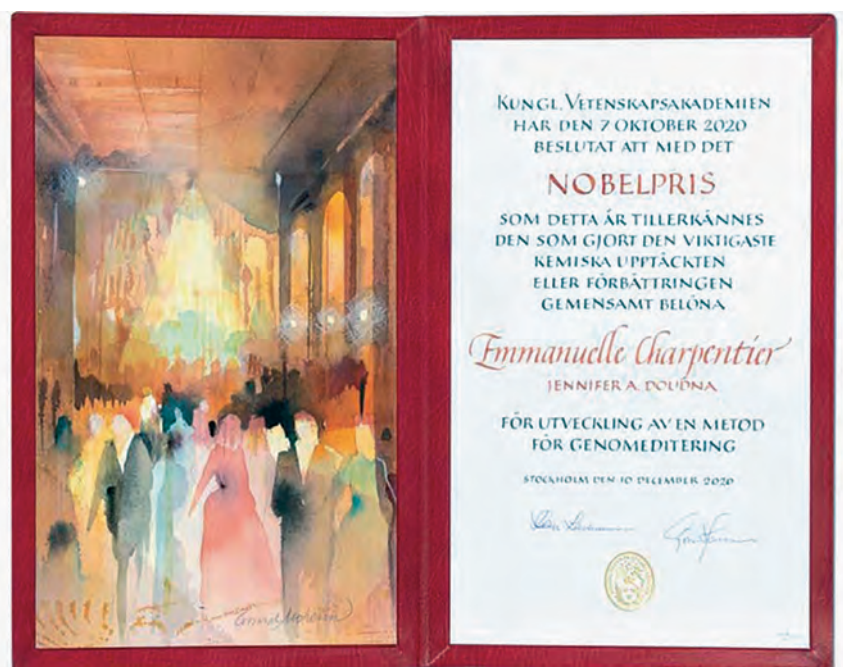 KUNGL. VETENSKAPSAKADEMIEN
HAR DEN 7 OKTOBER 2020
BESLUTAT ATT MED DET
NOBELPRIS
SOM DETTA ÅR TILLERKÄNNES
DEN SOM GJORT DEN VIKTIGASTE
KEMISKA UPPTÄCKTEN
ELLER FÖRBÄTTRINGEN
GEMENSAMT BELÖNA
Emmanuelle Charpentier
JENNIFER A. DOUDNA
FÖR UTVECKLING AV EN METOD
FÖR GENOMEDITERING
STOCKHOLM DEN 10 DECEMBER 2020